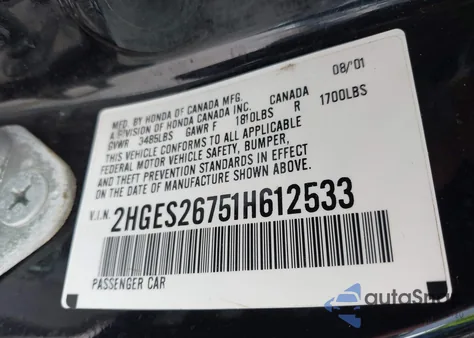 08/'01
MFD. BY HONDA OF CANADA MFG.
A DIVISION OF HONDA CANADA INC. CANADA
GVWR 3485LBS GAWR F 1810LBS R 1700LBS
THIS VEHICLE CONFORMS TO ALL APPLICABLE
FEDERAL MOTOR VEHICLE SAFETY, BUMPER,
AND THEFT PREVENTION STANDARDS IN EFFECT
ON THE DATE OF MANUFACTURE SHOWN ABOVE.
V.I.N. 2HGES26751H612533
PASSENGER CAR